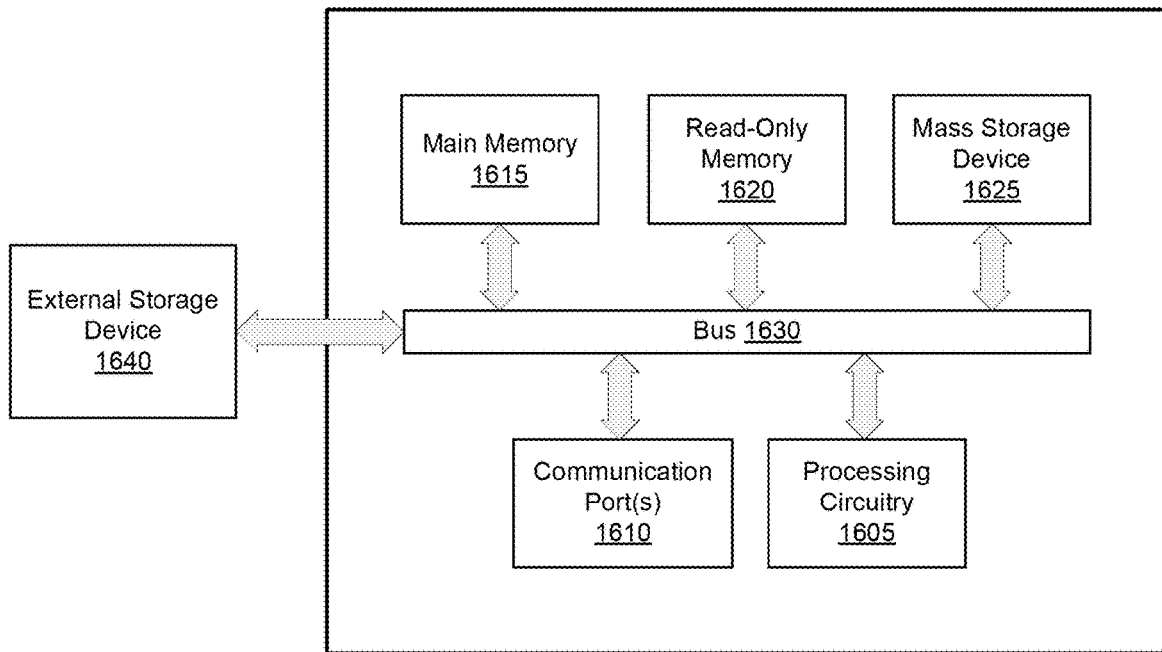 Main Memory
1615
Read-Only
Memory
1620
Mass Storage
Device
1625
External Storage
Device
1640
Bus 1630
Communication
Port(s)
1610
Processing
Circuitry
1605